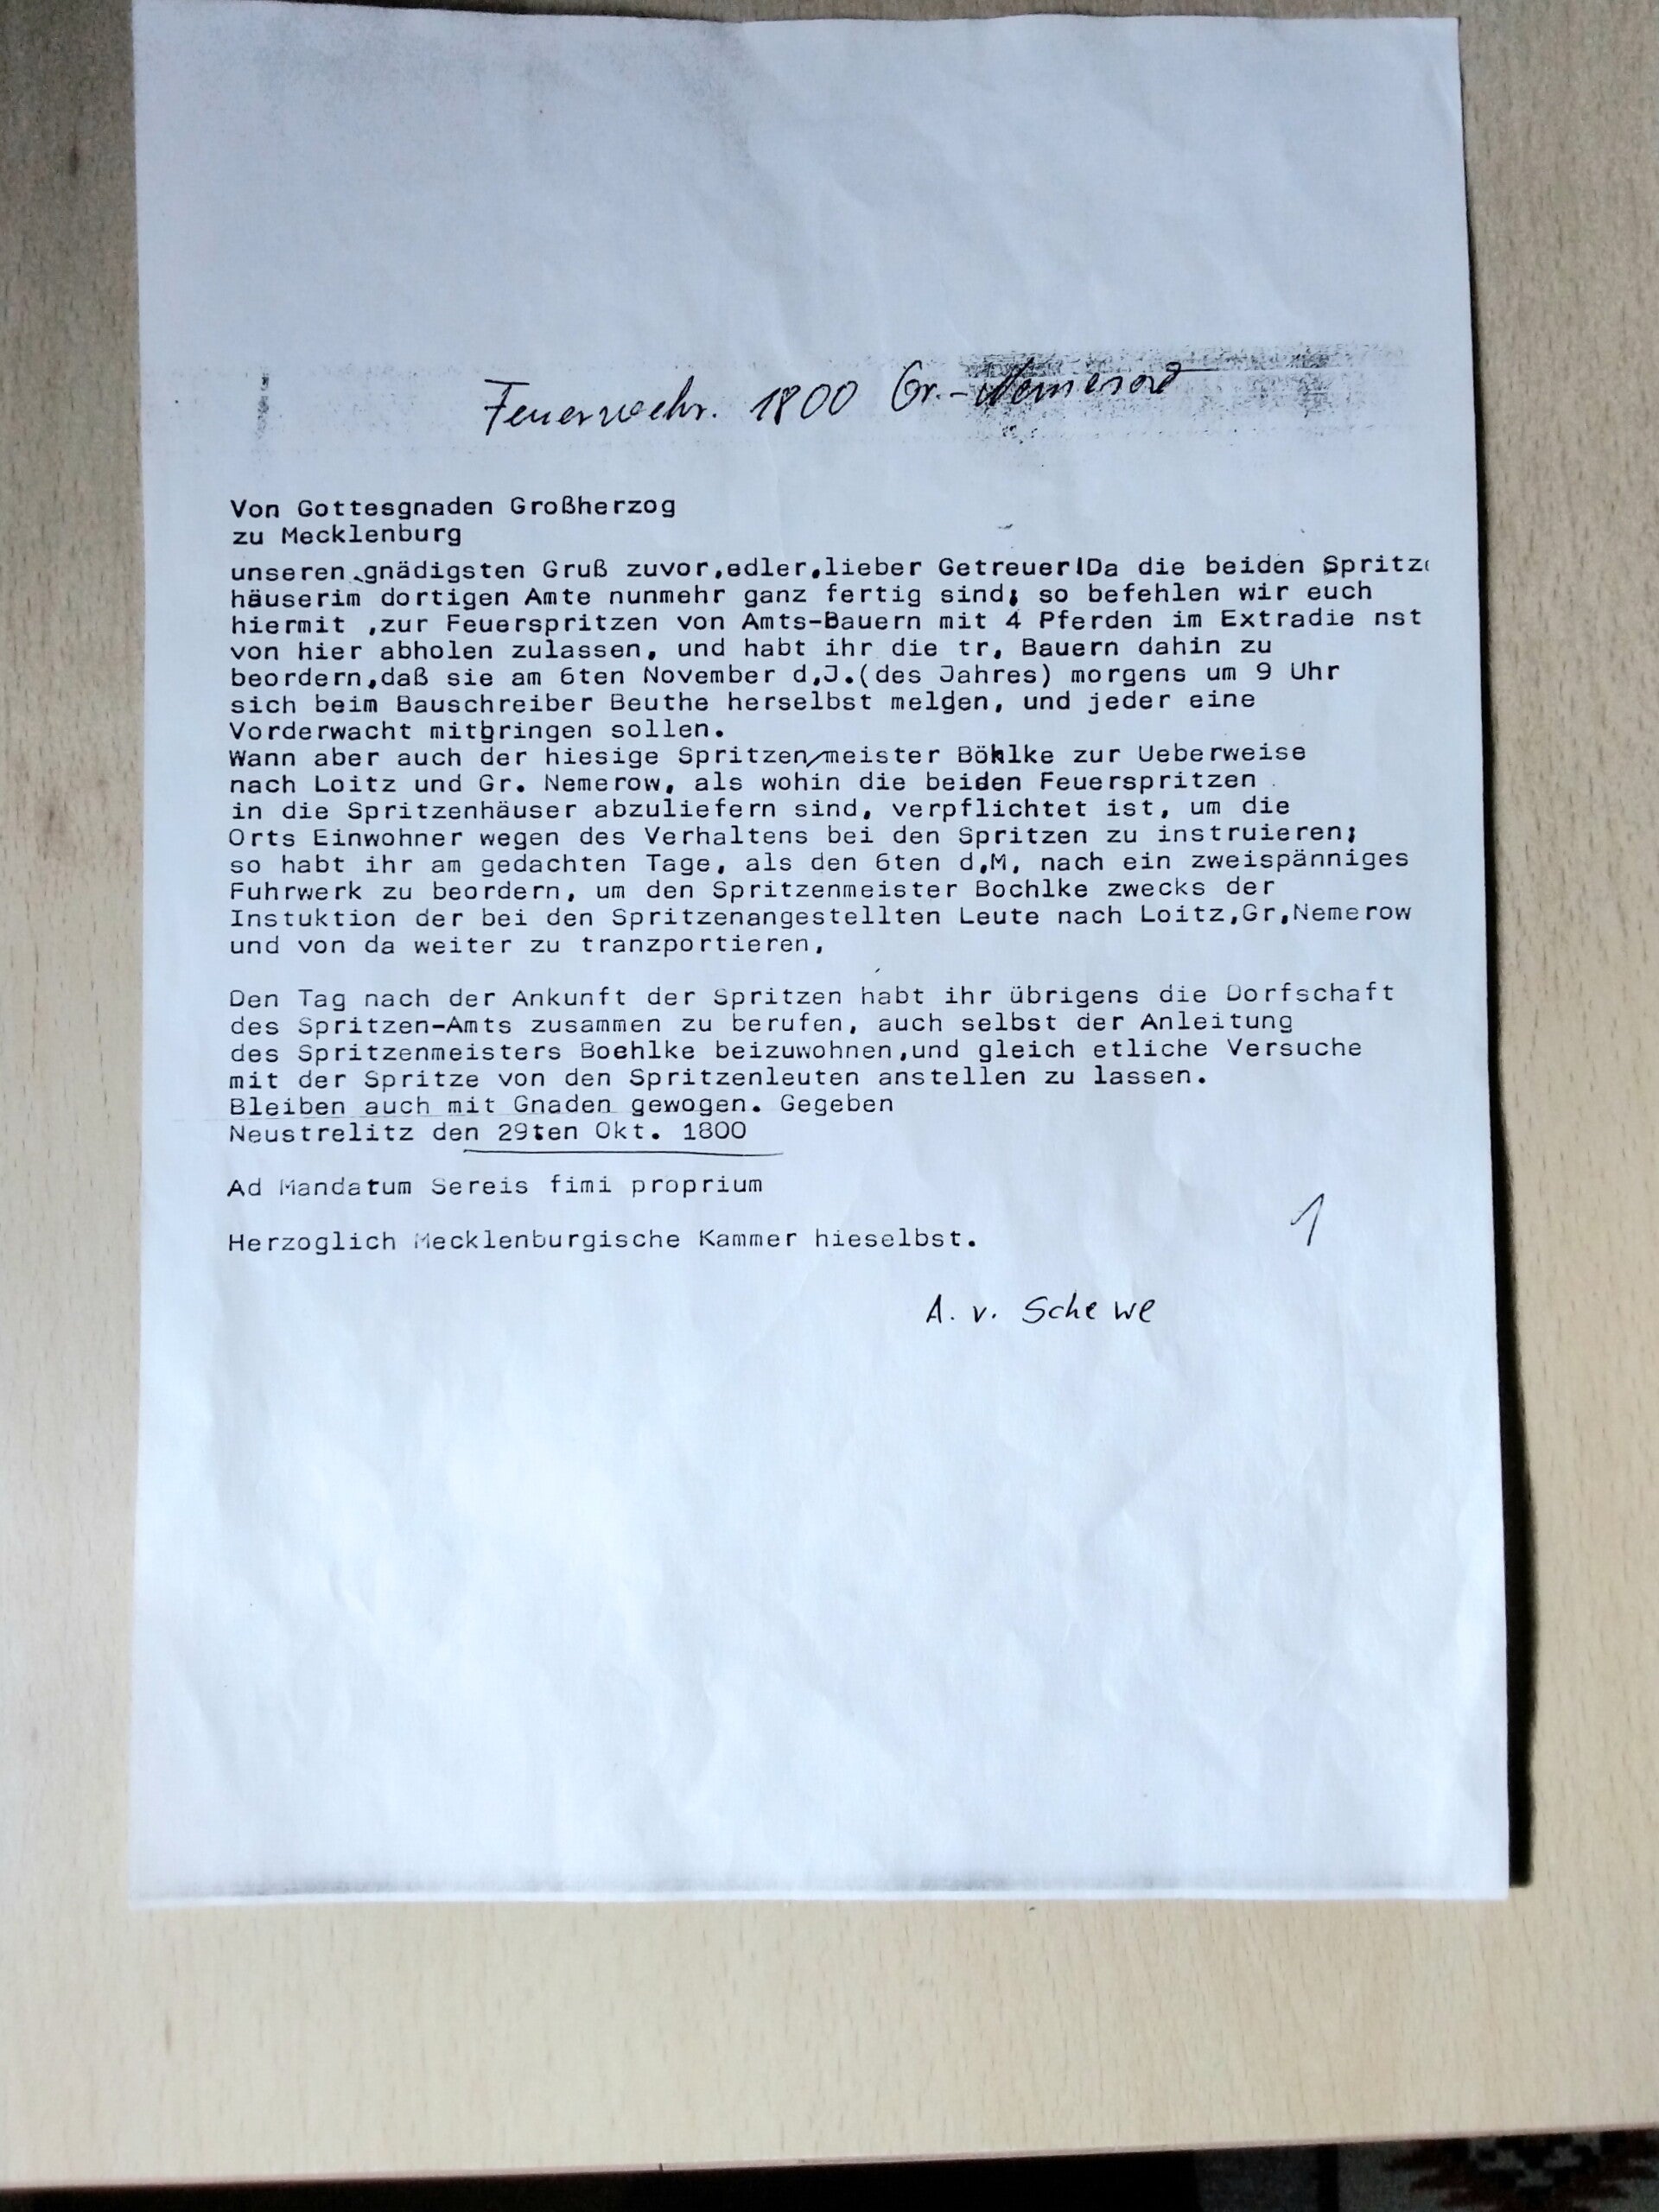 Feuerwehr. 1800 Gr.-Nemerow
Von Gottesgnaden Großherzog
zu Mecklenburg
unseren gnädigsten Gruß zuvor,edler,lieber Getreuer!Da die beiden Spritze
häuserim dortigen Amte nunmehr ganz fertig sind; so befehlen wir euch
hiermit ,zur Feuerspritzen von Amts-Bauern mit 4 Pferden im Extradie nst
von hier abholen zulassen, und habt ihr die tr, Bauern dahin zu
beordern,daß sie am 6ten November d,J.(des Jahres) morgens um 9 Uhr
sich beim Bauschreiber Beuthe herselbst melden, und jeder eine
Vorderwacht mitbringen sollen.
Wann aber auch der hiesige Spritzenmeister Böhlke zur Ueberweise
nach Loitz und Gr. Nemerow, als wohin die beiden Feuerspritzen
in die Spritzenhäuser abzuliefern sind, verpflichtet ist, um die
Orts Einwohner wegen des Verhaltens bei den Spritzen zu instruieren;
so habt ihr am gedachten Tage, als den 6ten d,M, nach ein zweispänniges
Fuhrwerk zu beordern, um den Spritzenmeister Bochlke zwecks der
Instuktion der bei den Spritzenangestellten Leute nach Loitz,Gr,Nemerow
und von da weiter zu tranzportieren,
Den Tag nach der Ankunft der Spritzen habt ihr übrigens die Dorfschaft
des Spritzen-Amts zusammen zu berufen, auch selbst der Anleitung
des Spritzenmeisters Boehlke beizuwohnen,und gleich etliche Versuche
mit der Spritze von den Spritzenleuten anstellen zu lassen.
Bleiben auch mit Gnaden gewogen. Gegeben
Neustrelitz den 29ten Okt. 1800
Ad Mandatum Sereis fimi proprium
Herzoglich Mecklenburgische Kammer hieselbst.
1
A. v. Schewe